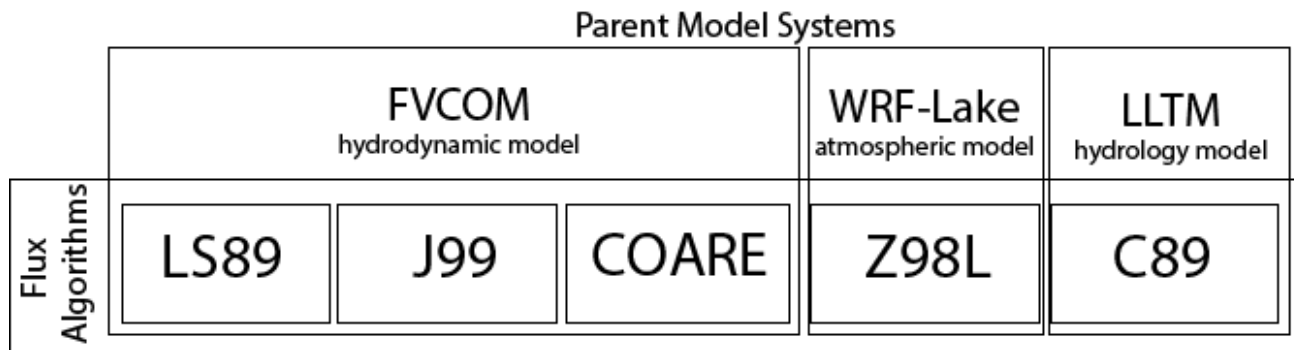 Parent Model Systems
FVCOM
hydrodynamic model
WRF-Lake
atmospheric model
LLTM
hydrology model
Flux
Algorithms
LS89
J99
COARE
Z98L
C89